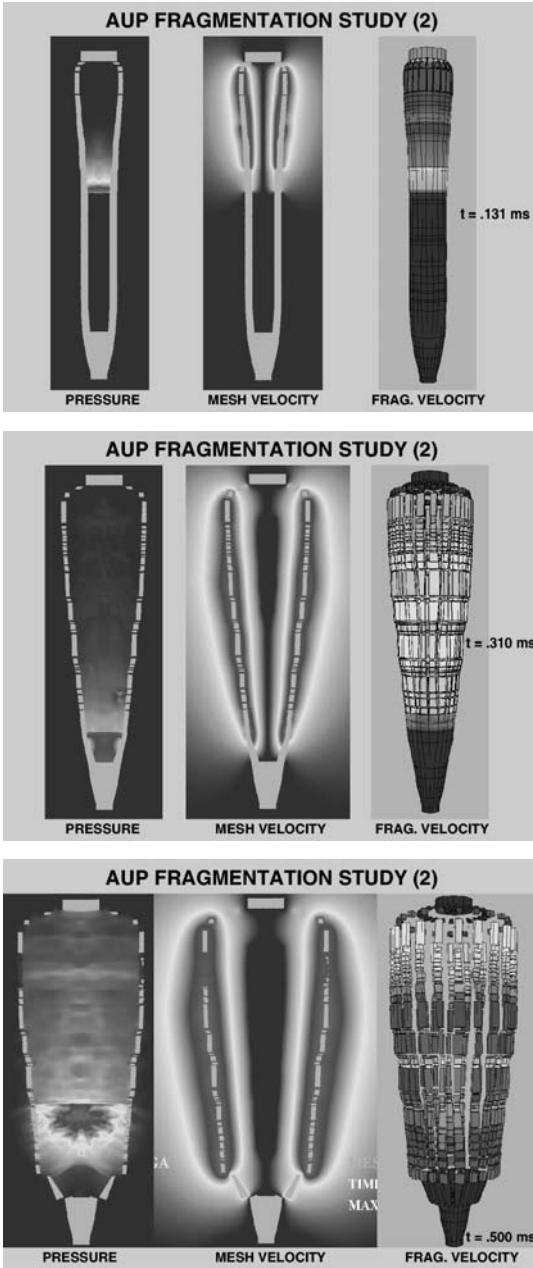 AUP FRAGMENTATION STUDY (2)
t = .131 ms
PRESSURE MESH VELOCITY FRAG. VELOCITY
AUP FRAGMENTATION STUDY (2)
t = .310 ms
PRESSURE MESH VELOCITY FRAG. VELOCITY
AUP FRAGMENTATION STUDY (2)
GA
TIM
MAX
t = .500 ms
PRESSURE MESH VELOCITY FRAG. VELOCITY